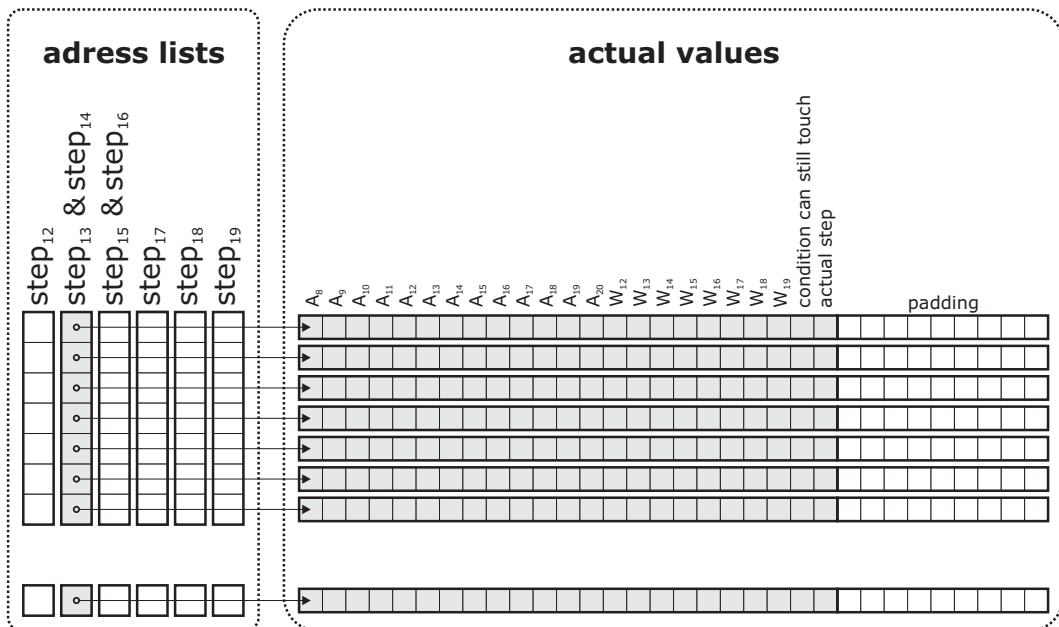 adress lists
actual values
step12
step13 & step14
step15 & step16
step17
step18
step19
A8
A9
A10
A11
A12
A13
A14
A15
A16
A17
A18
A19
A20
W12
W13
W14
W15
W16
W17
W18
W19
condition can still touch
actual step
padding